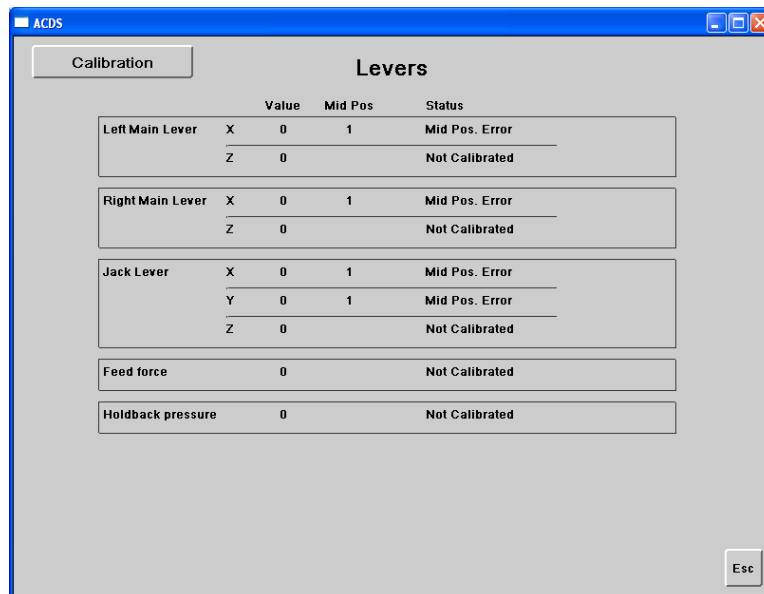 ACDS
Calibration
Levers
Value Mid Pos Status
Left Main Lever X 0 1 Mid Pos. Error
Z 0 Not Calibrated
Right Main Lever X 0 1 Mid Pos. Error
Z 0 Not Calibrated
Jack Lever X 0 1 Mid Pos. Error
Y 0 1 Mid Pos. Error
Z 0 Not Calibrated
Feed force 0 Not Calibrated
Holdback pressure 0 Not Calibrated
Esc